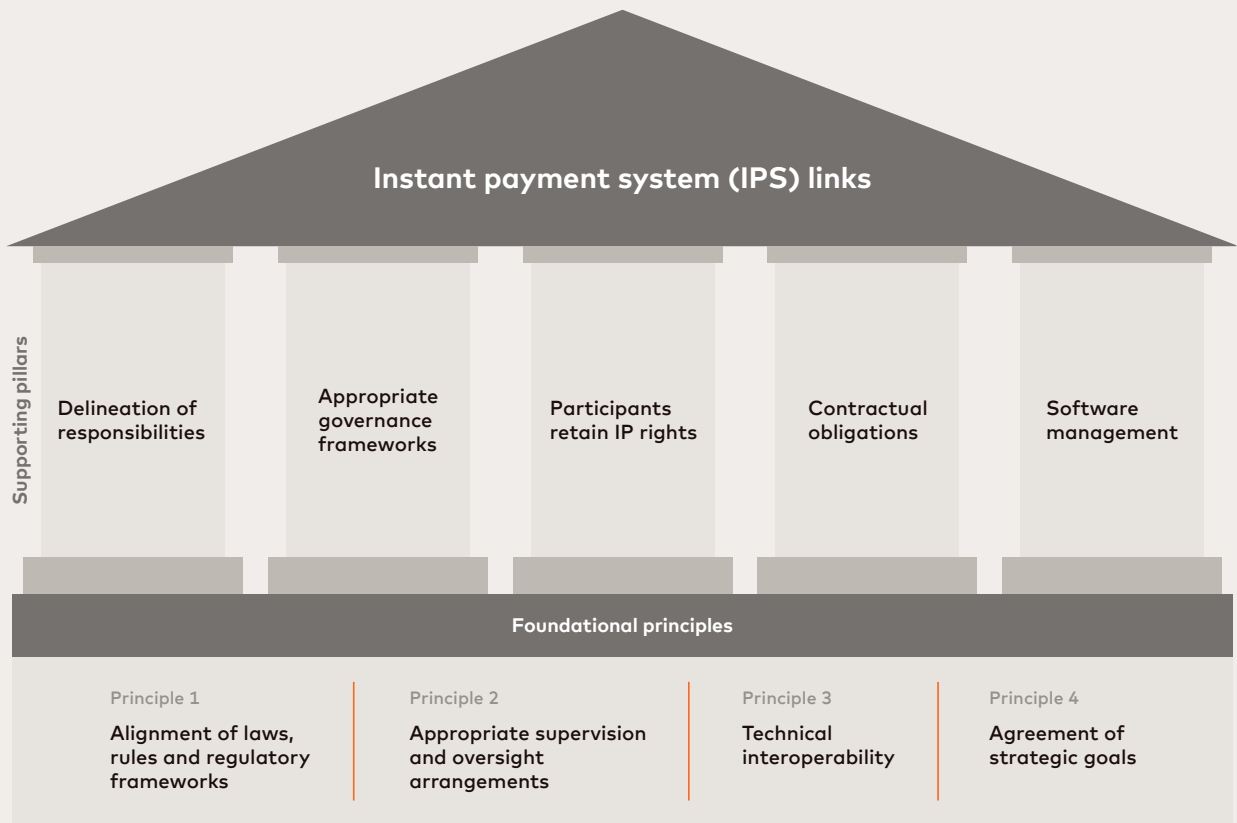 Instant payment system (IPS) links
Supporting pillars
Delineation of
responsibilities
Appropriate
governance
frameworks
Participants
retain IP rights
Contractual
obligations
Software
management
Foundational principles
Principle 1
Alignment of laws,
rules and regulatory
frameworks
Principle 2
Appropriate supervision
and oversight
arrangements
Principle 3
Technical
interoperability
Principle 4
Agreement of
strategic goals